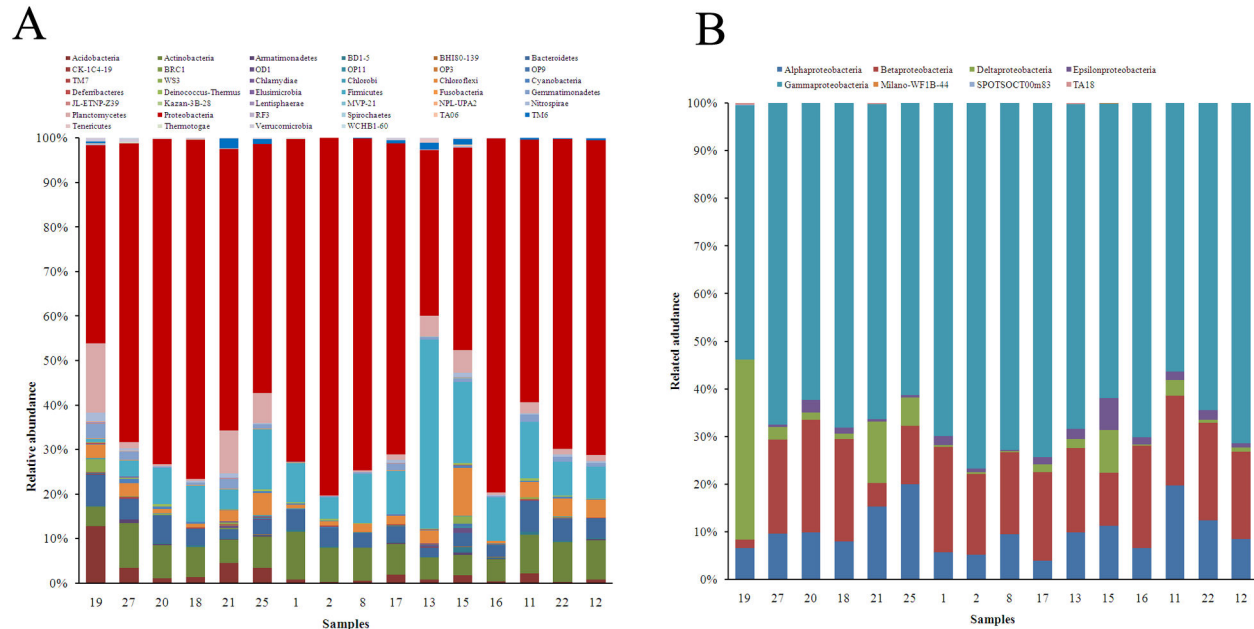 A
Acidobacteria Actinobacteria Armatimonadetes BD1-5 BHI80-139 Bacteroidetes
CK-1C4-19 BRC1 OD1 OP11 OP3 OP9
TM7 WS3 Chlamydiae Chlorobi Chloroflexi Cyanobacteria
Deferribacteres Deinococcus-Thermus Elusimicrobia Firmicutes Fusobacteria Gemmatimonadetes
JL-ETNP-Z39 Kazan-3B-28 Lentisphaerae MVP-21 NPL-UPA2 Nitrospirae
Planctomycetes Proteobacteria RF3 Spirochaetes TA06 TM6
Tenericutes Thermotogae Verrucomicrobia WCHB1-60
100%
90%
80%
70%
60%
50%
40%
30%
20%
10%
0%
Relative abundance
19 27 20 18 21 25 1 2 8 17 13 15 16 11 22 12
Samples
B
Alphaproteobacteria Betaproteobacteria Deltaproteobacteria Epsilonproteobacteria
Gammaproteobacteria Milano-WF1B-44 SPOTSOCT00m83 TA18
100%
90%
80%
70%
60%
50%
40%
30%
20%
10%
0%
Related adudance
19 27 20 18 21 25 1 2 8 17 13 15 16 11 22 12
Samples